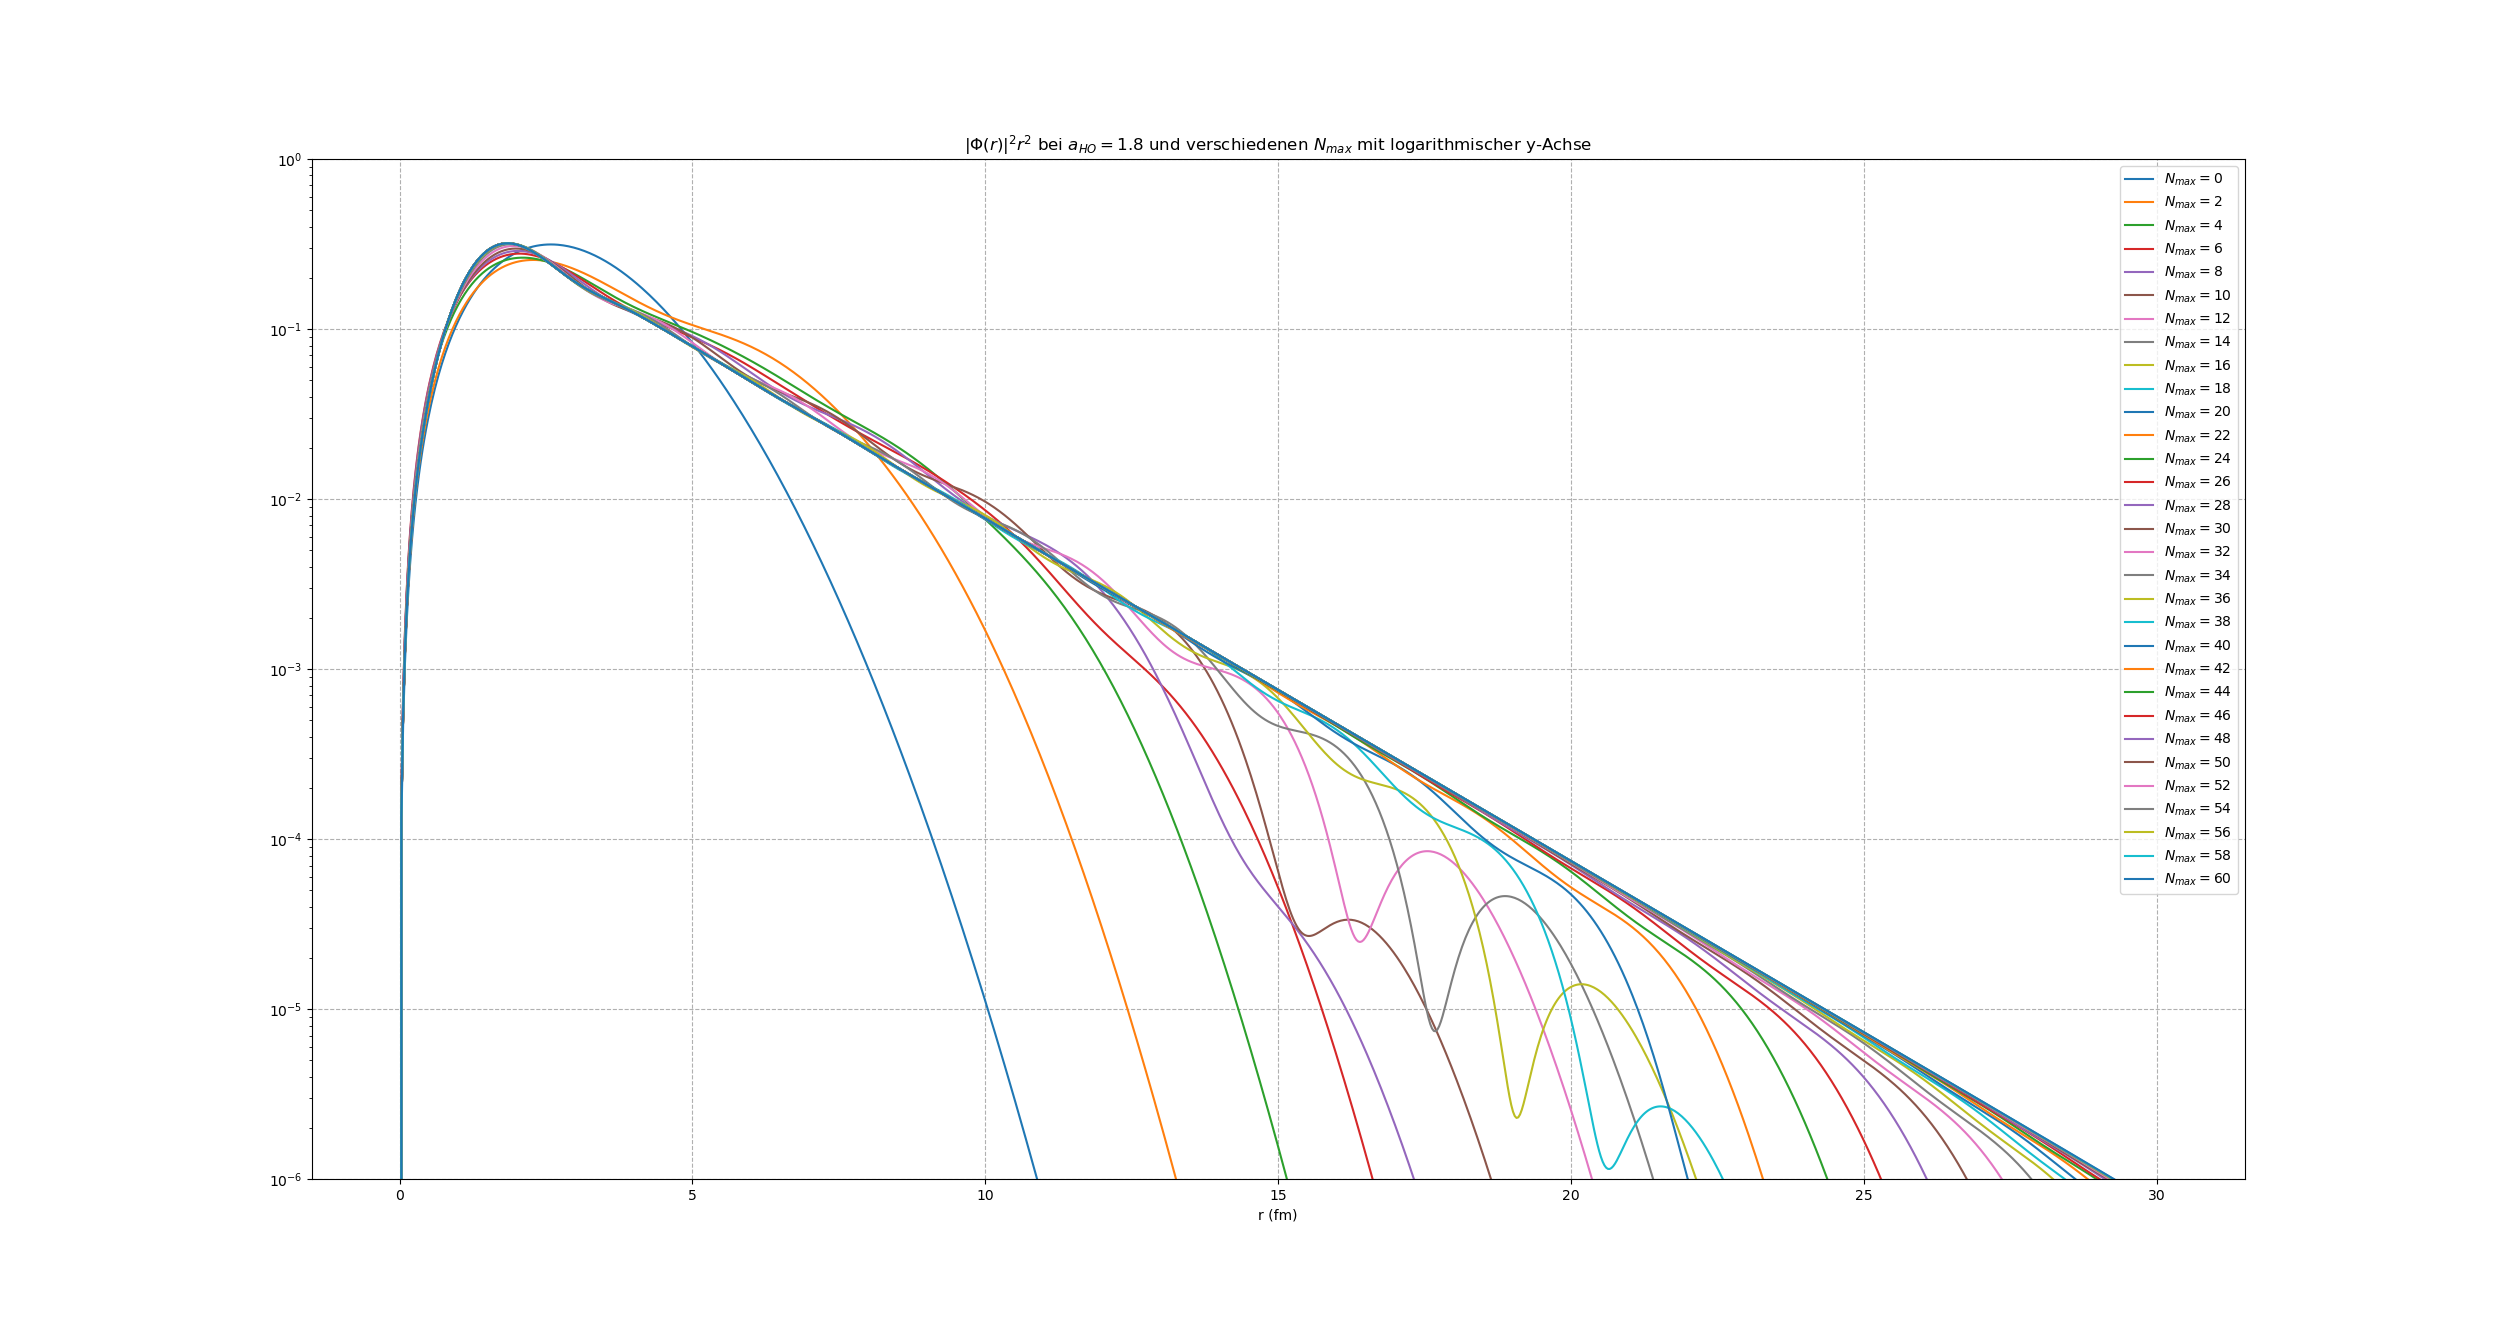 |Φ(r)|²r² bei a_HO = 1.8 und verschiedenen N_max mit logarithmischer y-Achse
10⁰
10⁻¹
10⁻²
10⁻³
10⁻⁴
10⁻⁵
10⁻⁶
N_max = 0
N_max = 2
N_max = 4
N_max = 6
N_max = 8
N_max = 10
N_max = 12
N_max = 14
N_max = 16
N_max = 18
N_max = 20
N_max = 22
N_max = 24
N_max = 26
N_max = 28
N_max = 30
N_max = 32
N_max = 34
N_max = 36
N_max = 38
N_max = 40
N_max = 42
N_max = 44
N_max = 46
N_max = 48
N_max = 50
N_max = 52
N_max = 54
N_max = 56
N_max = 58
N_max = 60
0 5 10 15 20 25 30
r (fm)